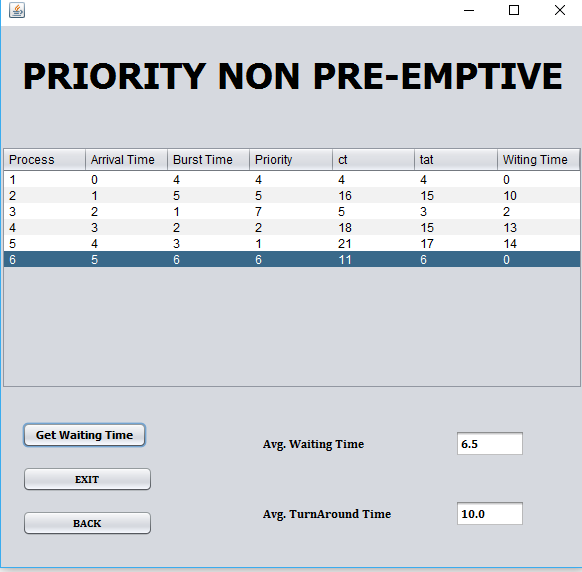 PRIORITY NON PRE-EMPTIVE
Process Arrival Time Burst Time Priority ct tat Witing Time
1 0 4 4 4 4 0
2 1 5 5 16 15 10
3 2 1 7 5 3 2
4 3 2 2 18 15 13
5 4 3 1 21 17 14
6 5 6 6 11 6 0
Get Waiting Time
Avg. Waiting Time 6.5
EXIT
Avg. TurnAround Time 10.0
BACK